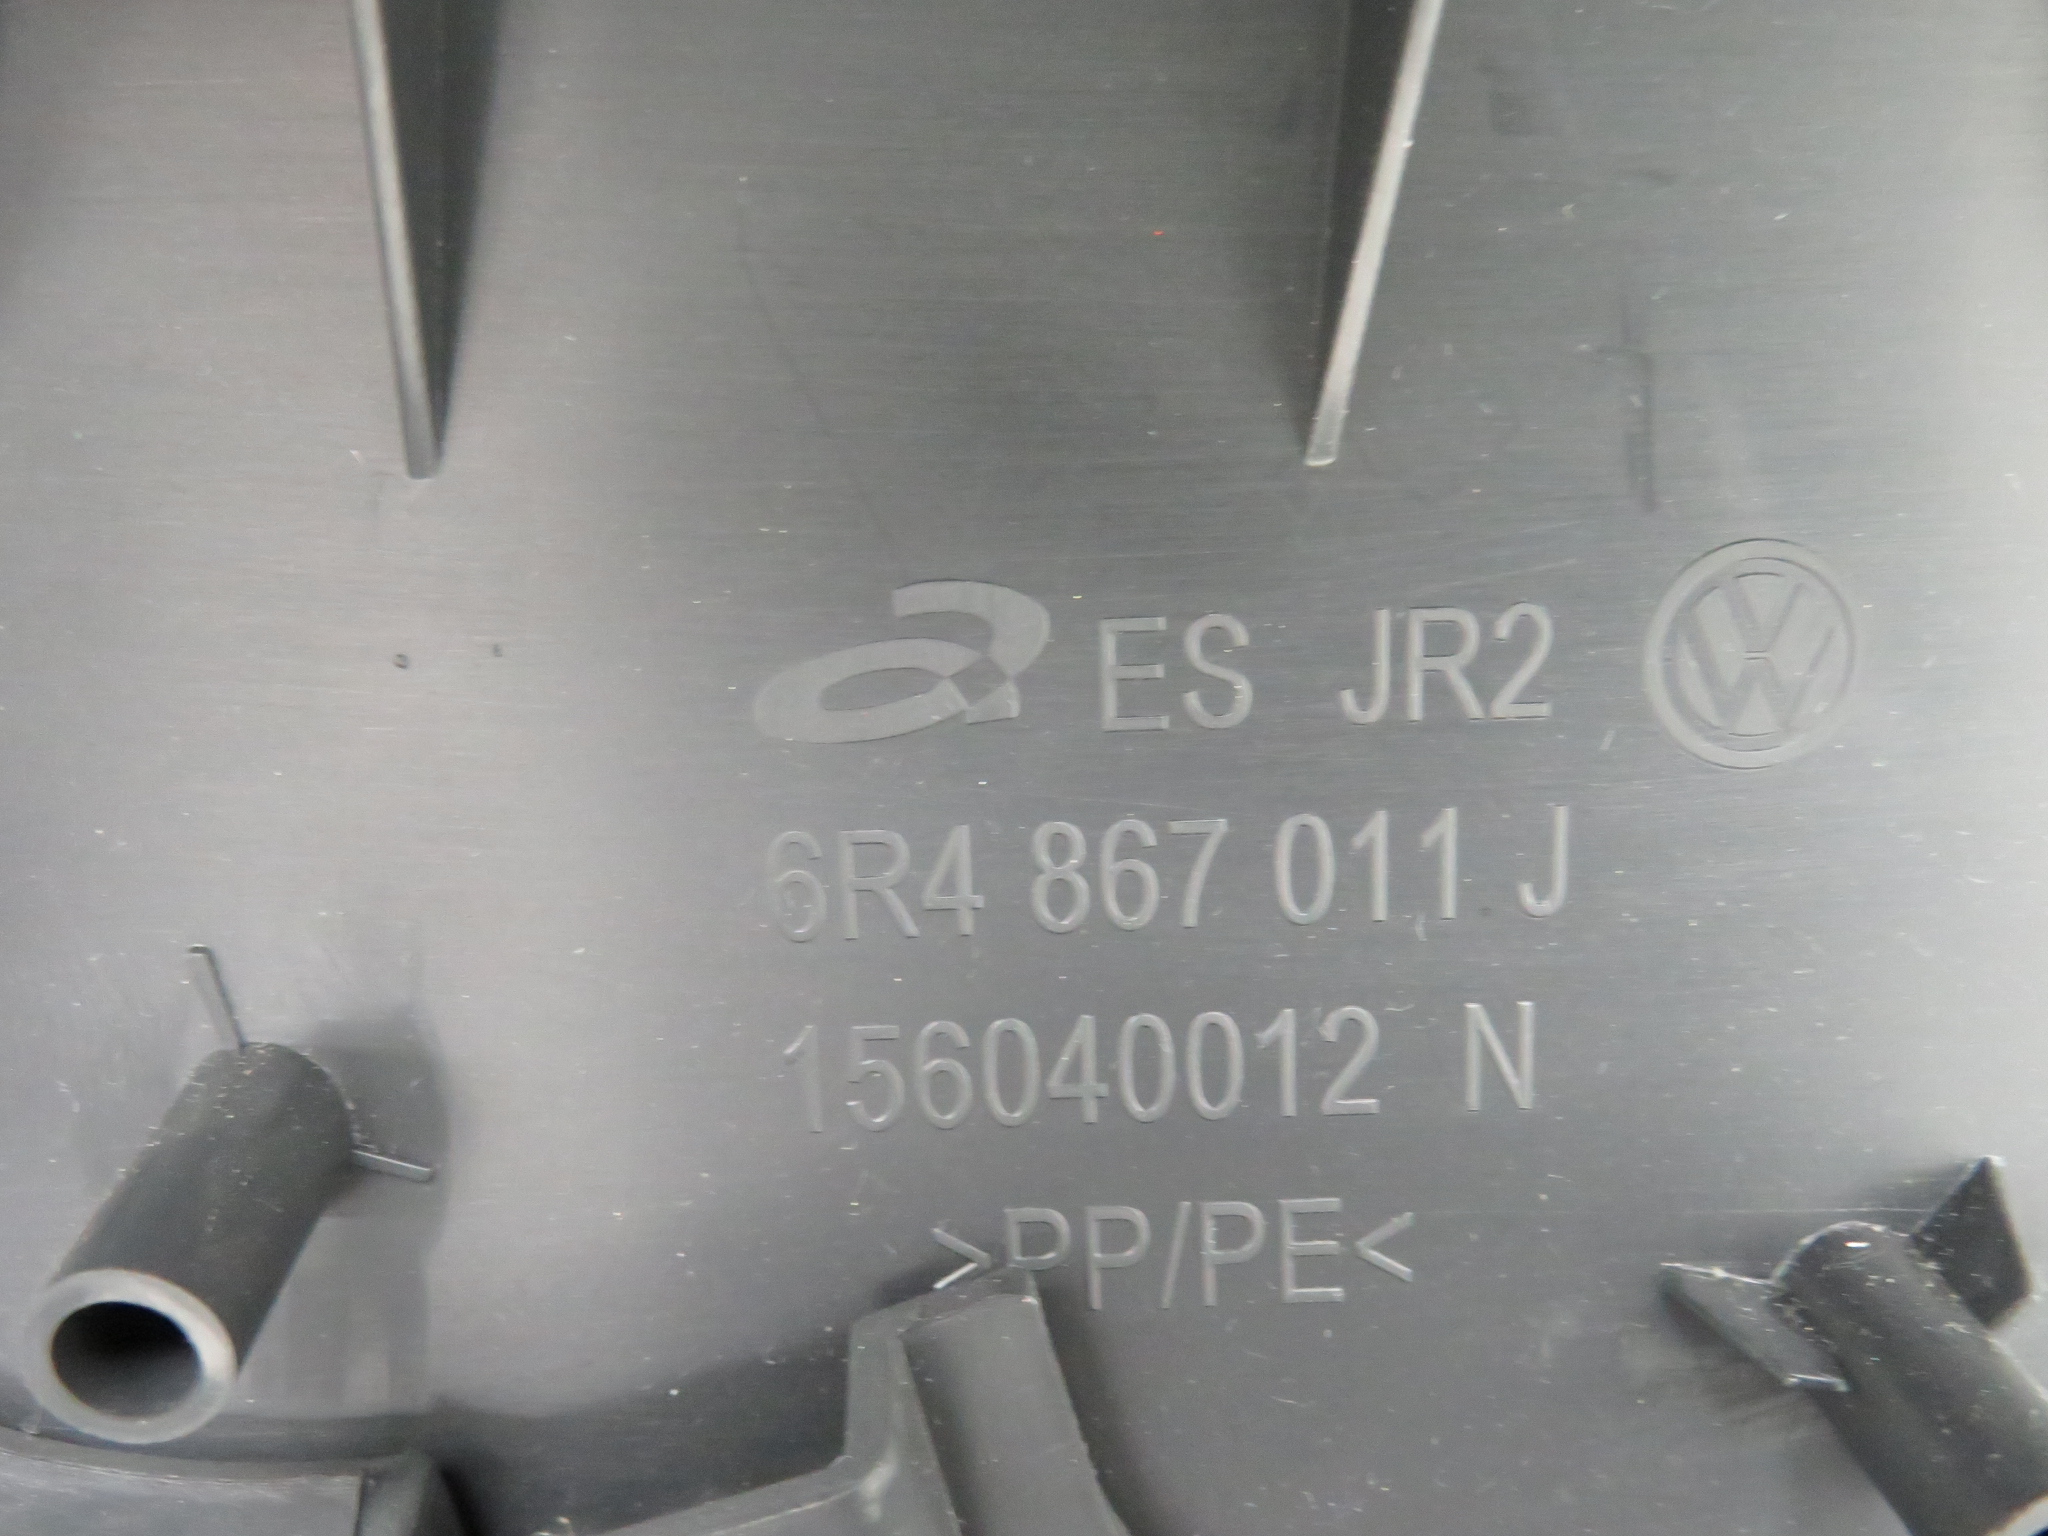 ES JR2
6R4 867 011 J
156040012 N
>PP/PE<